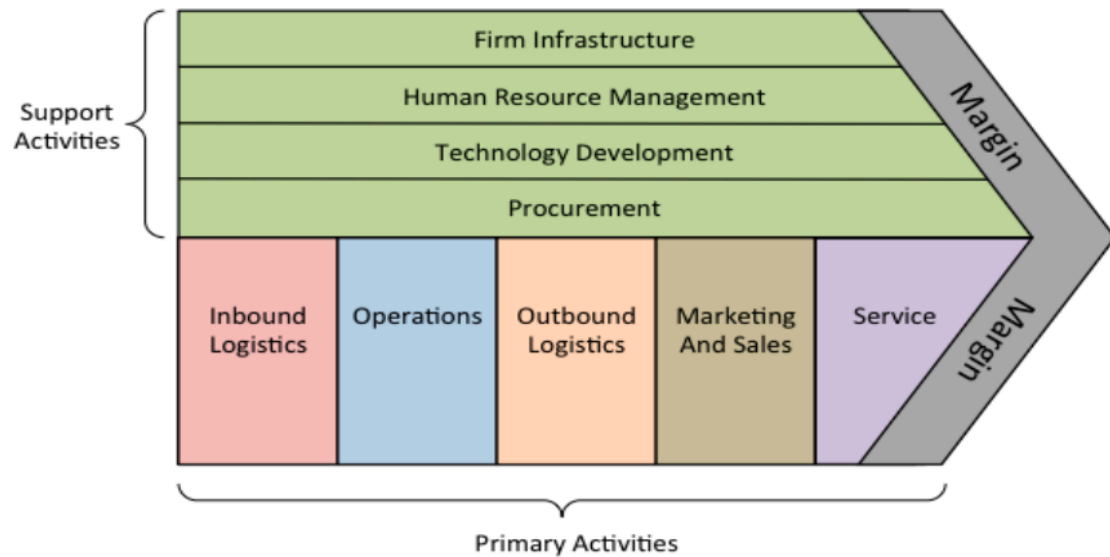 Support
Activities
Firm Infrastructure
Human Resource Management
Technology Development
Procurement
Margin
Inbound
Logistics
Operations
Outbound
Logistics
Marketing
And Sales
Service
Margin
Primary Activities